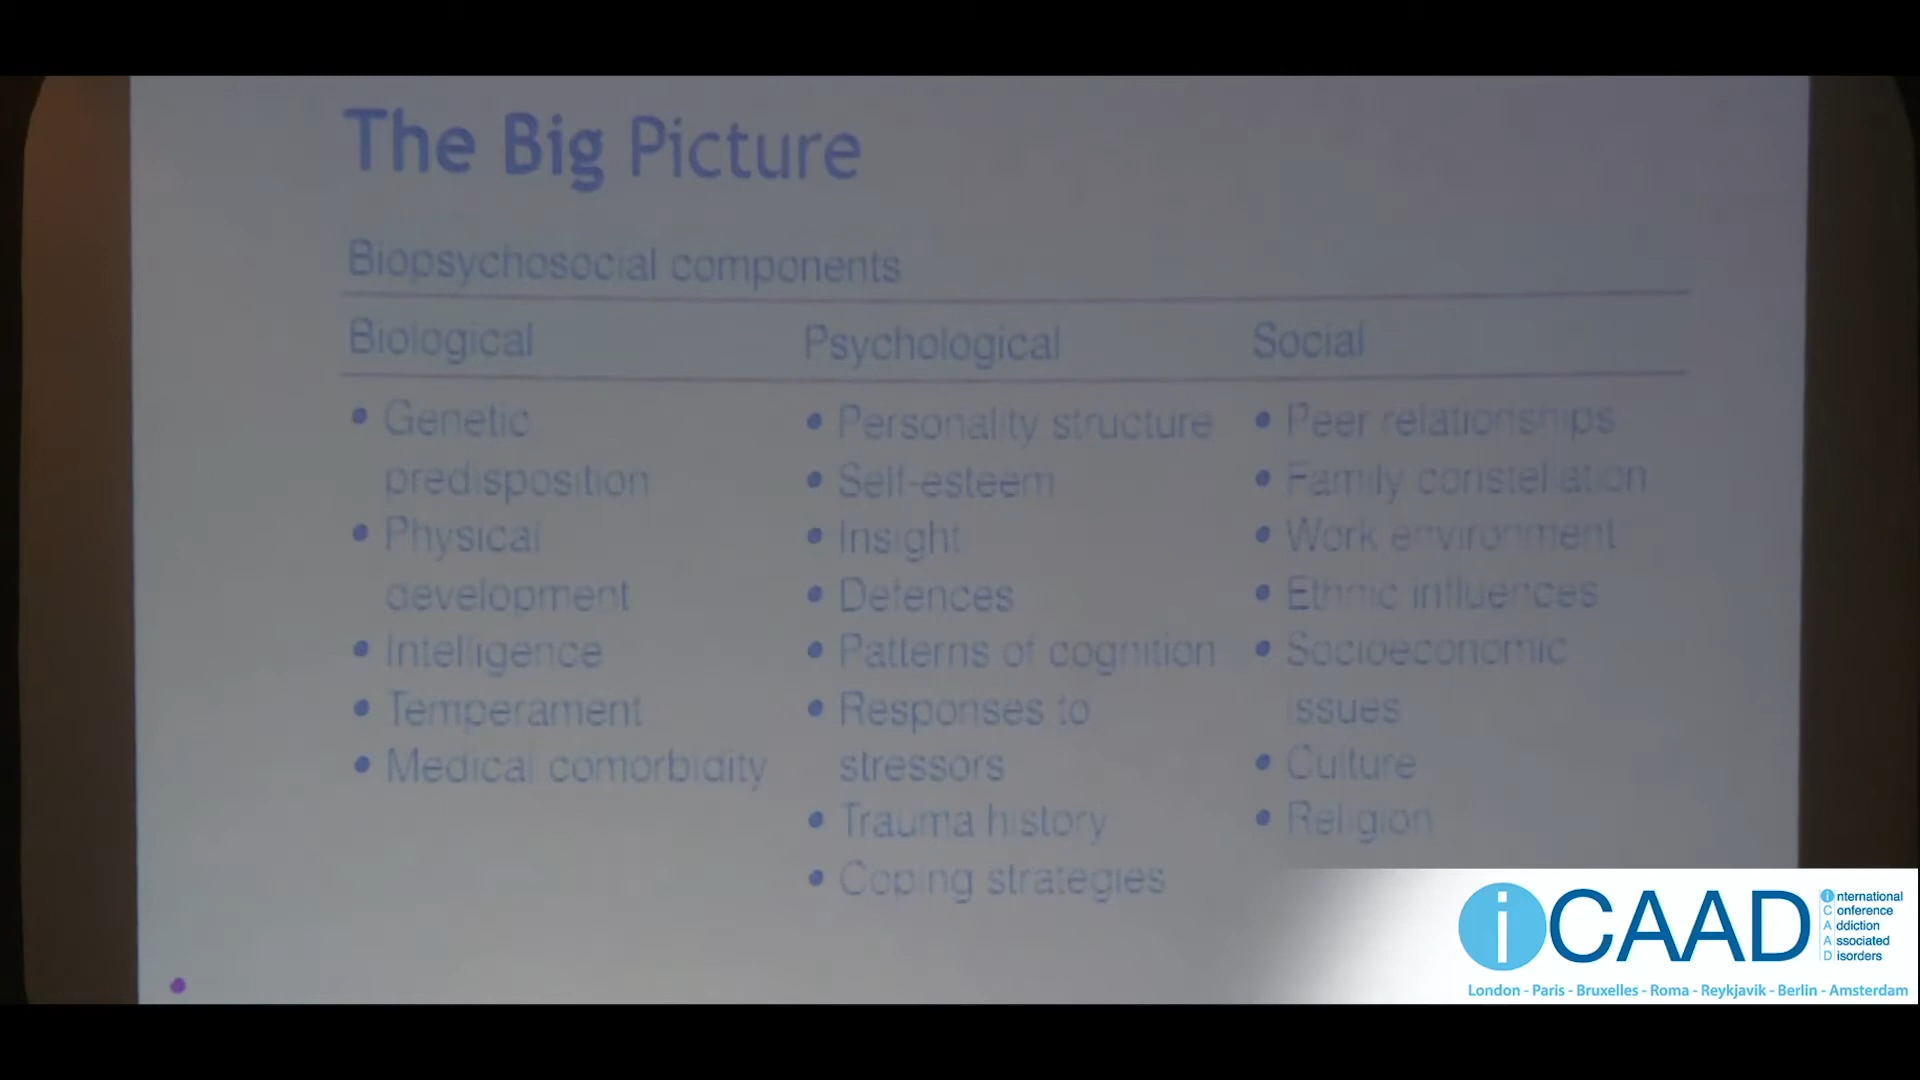 The Big Picture
Biopsychosocial components
Biological
Psychological
Social
• Genetic
predisposition
• Physical
development
• Intelligence
• Temperament
• Medical comorbidity
• Personality structure
• Self-esteem
• Insight
• Defences
• Patterns of cognition
• Responses to
stressors
• Trauma history
• Coping strategies
• Peer relationships
• Family constellation
• Work environment
• Ethnic influences
• Socioeconomic
issues
• Culture
• Religion
iCAAD
international
Conference
Addiction
Associated
Disorders
London - Paris - Bruxelles - Roma - Reykjavik - Berlin - Amsterdam